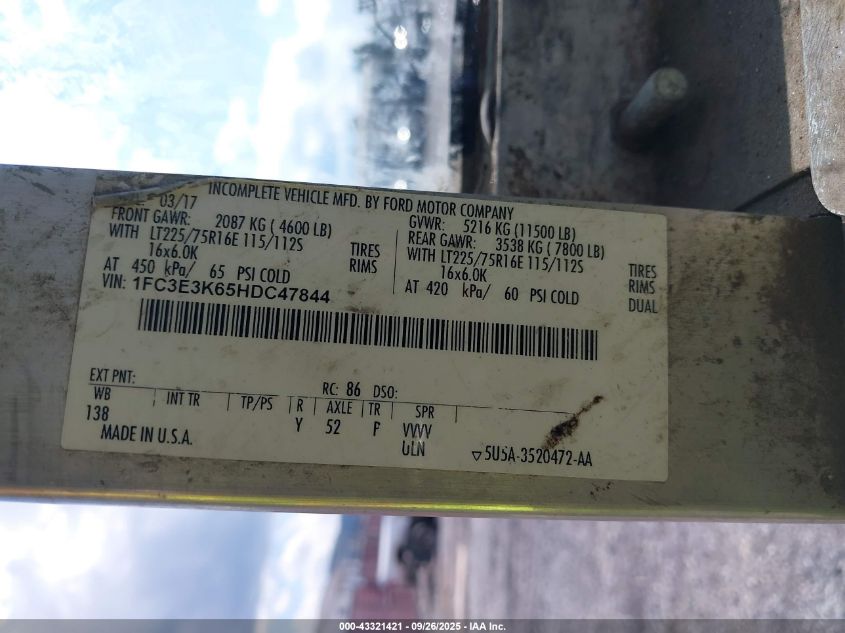 INCOMPLETE VEHICLE MFD. BY FORD MOTOR COMPANY
03/17
FRONT GAWR: 2087 KG ( 4600 LB)
WITH LT225/75R16E 115/112S TIRES
16x6.0K RIMS
AT 450 kPa/ 65 PSI COLD
GVWR: 5216 KG (11500 LB)
REAR GAWR: 3538 KG ( 7800 LB)
WITH LT225/75R16E 115/112S TIRES
16x6.0K RIMS
AT 420 kPa/ 60 PSI COLD DUAL
VIN: 1FC3E3K65HDC47844
EXT PNT: RC: 86 DSO:
WB INT TR TP/PS R AXLE TR SPR
138 Y 52 P VVVV
MADE IN U.S.A. 5U5A-3520472-AA
000-43321421 - 09/26/2025 - IAA Inc.